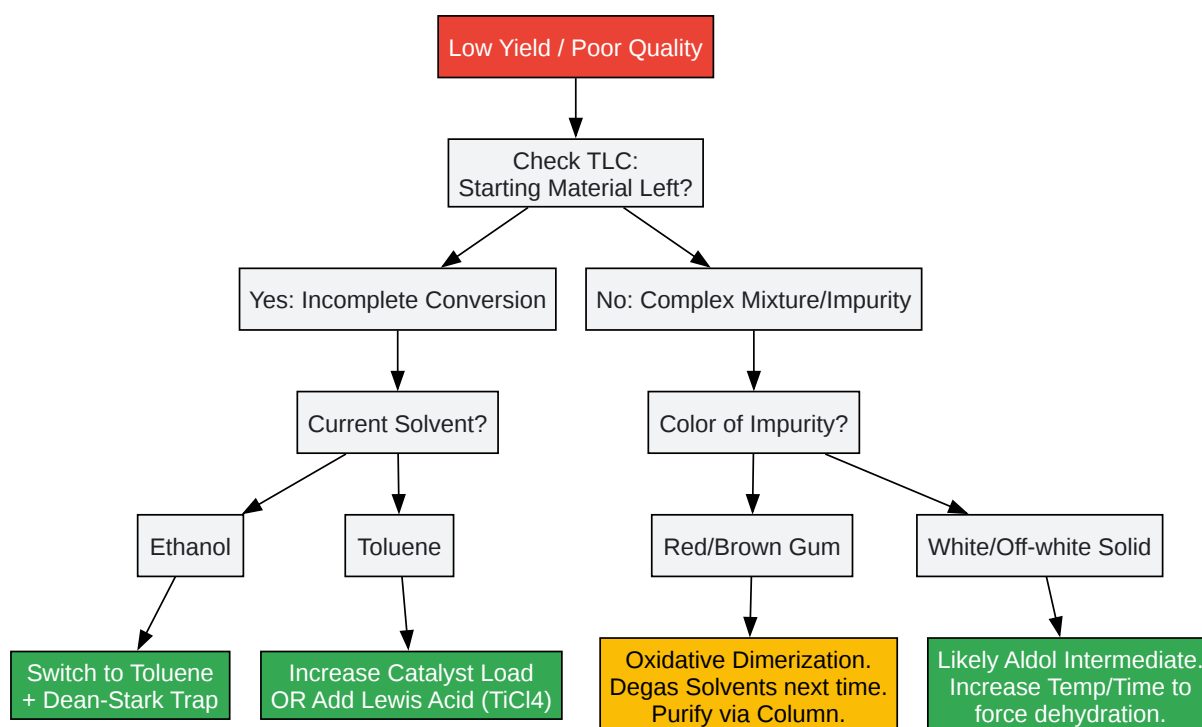 Low Yield / Poor Quality
Check TLC:
Starting Material Left?
Yes: Incomplete Conversion
No: Complex Mixture/Impurity
Current Solvent?
Color of Impurity?
Ethanol
Toluene
Red/Brown Gum
White/Off-white Solid
Switch to Toluene
+ Dean-Stark Trap
Increase Catalyst Load
OR Add Lewis Acid (TiCl4)
Oxidative Dimerization.
Degas Solvents next time.
Purify via Column.
Likely Aldol Intermediate.
Increase Temp/Time to
force dehydration.